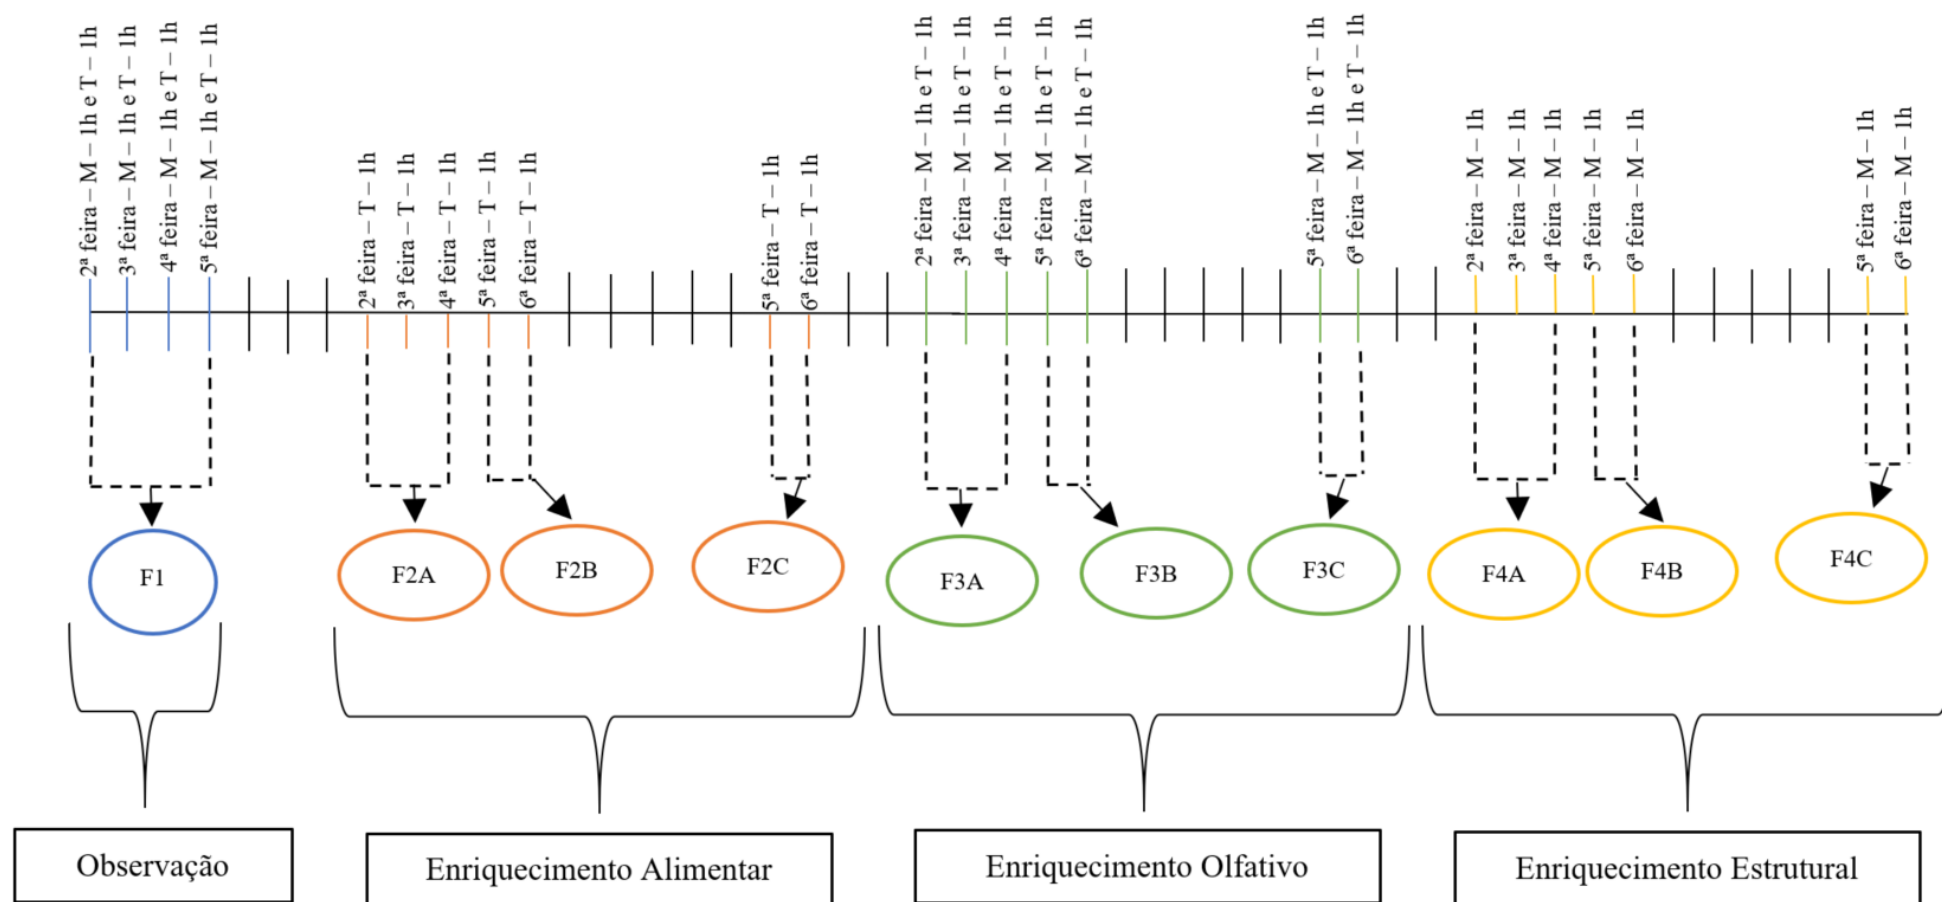 2ª feira – M – 1h e T – 1h
3ª feira – M – 1h e T – 1h
4ª feira – M – 1h e T – 1h
5ª feira – M – 1h e T – 1h
2ª feira – T – 1h
3ª feira – T – 1h
4ª feira – T – 1h
5ª feira – T – 1h
6ª feira – T – 1h
5ª feira – T – 1h
6ª feira – T – 1h
2ª feira – M – 1h e T – 1h
3ª feira – M – 1h e T – 1h
4ª feira – M – 1h e T – 1h
5ª feira – M – 1h e T – 1h
6ª feira – M – 1h e T – 1h
5ª feira – M – 1h e T – 1h
6ª feira – M – 1h e T – 1h
2ª feira – M – 1h
3ª feira – M – 1h
4ª feira – M – 1h
5ª feira – M – 1h
6ª feira – M – 1h
5ª feira – M – 1h
6ª feira – M – 1h
F1
F2A
F2B
F2C
F3A
F3B
F3C
F4A
F4B
F4C
Observação
Enriquecimento Alimentar
Enriquecimento Olfativo
Enriquecimento Estrutural